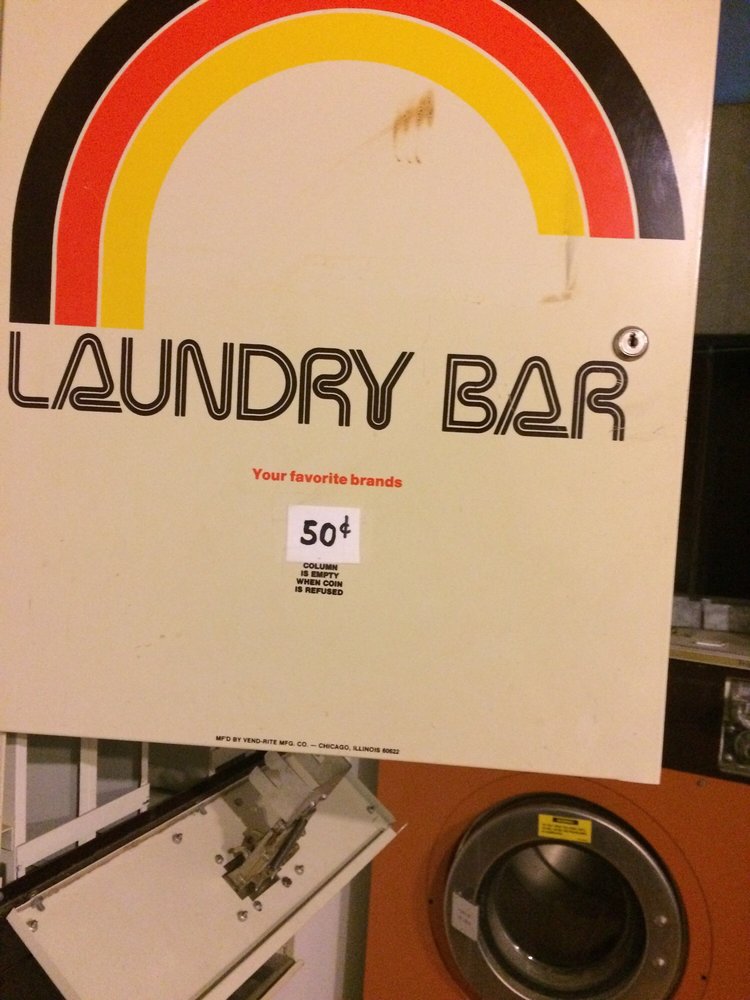 LAUNDRY BAR
Your favorite brands
50¢
COLUMN
IS EMPTY
WHEN COIN
IS REFUSED
MF'D BY VEND-RITE MFG. CO. — CHICAGO, ILLINOIS 60622